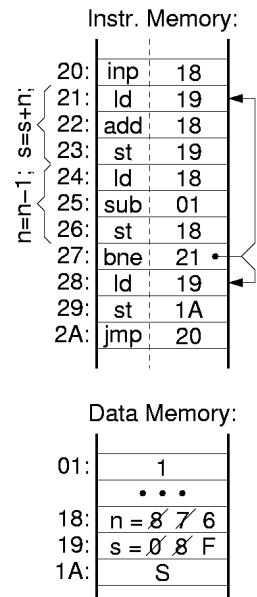 Instr. Memory:
20: inp 18
21: ld 19
22: add 18
23: st 19
24: ld 18
25: sub 01
26: st 18
27: bne 21
28: ld 19
29: st 1A
2A: jmp 20
s=s+n;
n=n−1;
Data Memory:
01: 1
• • •
18: n = 8 7 6
19: s = 0 8 F
1A: S